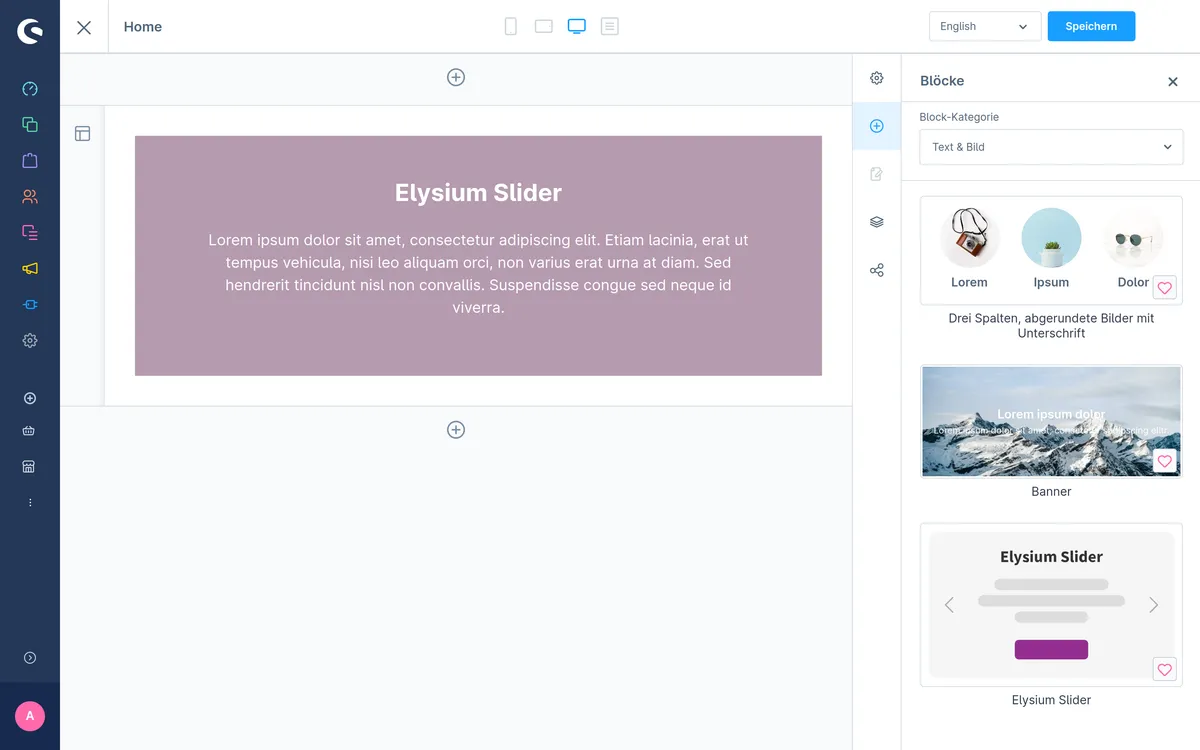 Home
English
Speichern
Elysium Slider
Lorem ipsum dolor sit amet, consectetur adipiscing elit. Etiam lacinia, erat ut
tempus vehicula, nisi leo aliquam orci, non varius erat urna at diam. Sed
hendrerit tincidunt nisl non convallis. Suspendisse congue sed neque id
viverra.
Blöcke
Block-Kategorie
Text & Bild
Lorem
Ipsum
Dolor
Drei Spalten, abgerundete Bilder mit
Unterschrift
Lorem ipsum dolor
Lorem ipsum dolor sit amet, consectetur adipiscing elitr.
Banner
Elysium Slider
Elysium Slider
A